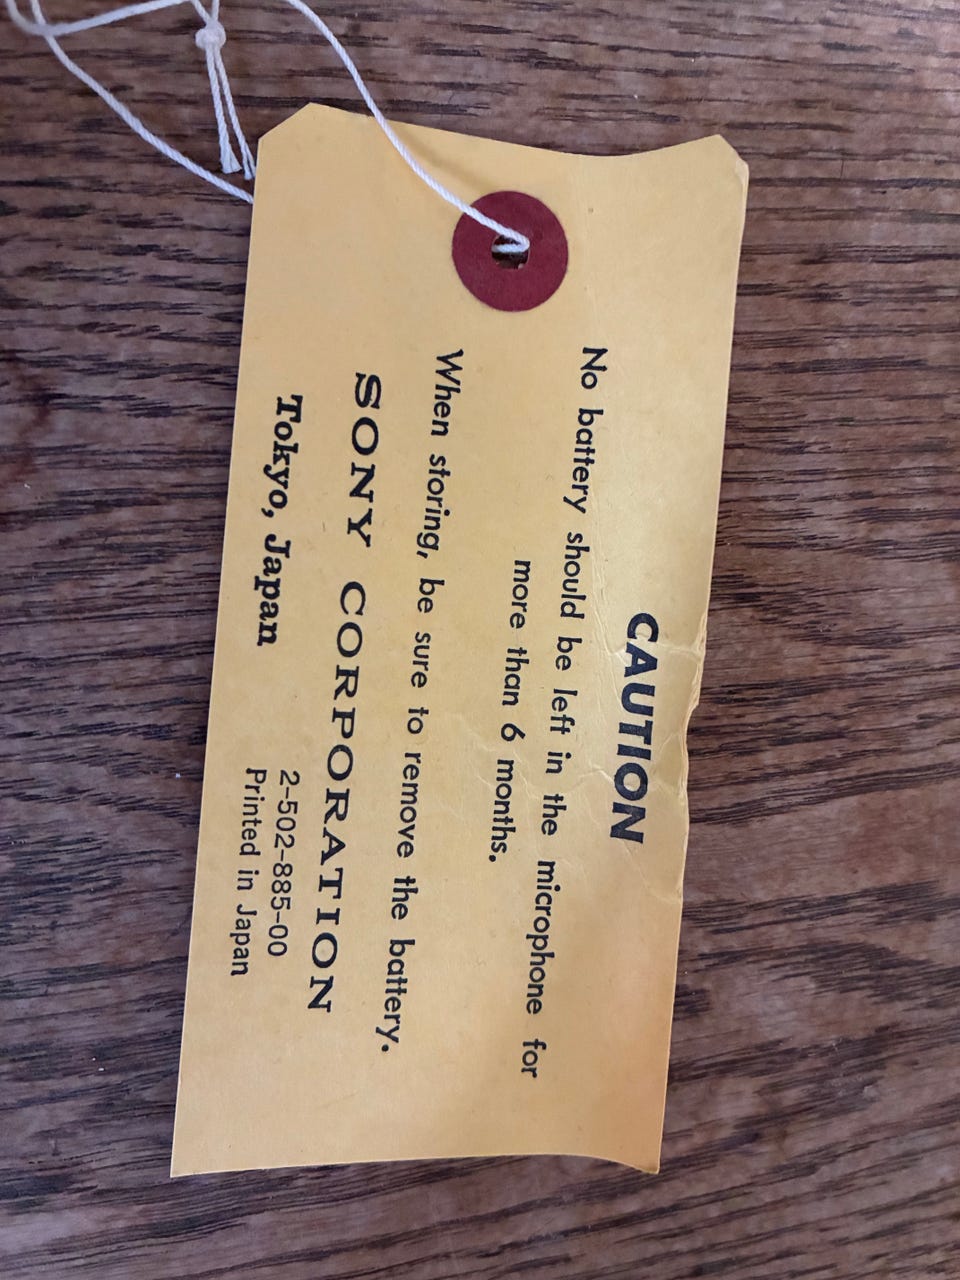 CAUTION
No battery should be left in the microphone for
more than 6 months.
When storing, be sure to remove the battery.
SONY CORPORATION
Tokyo, Japan
2-502-885-00
Printed in Japan